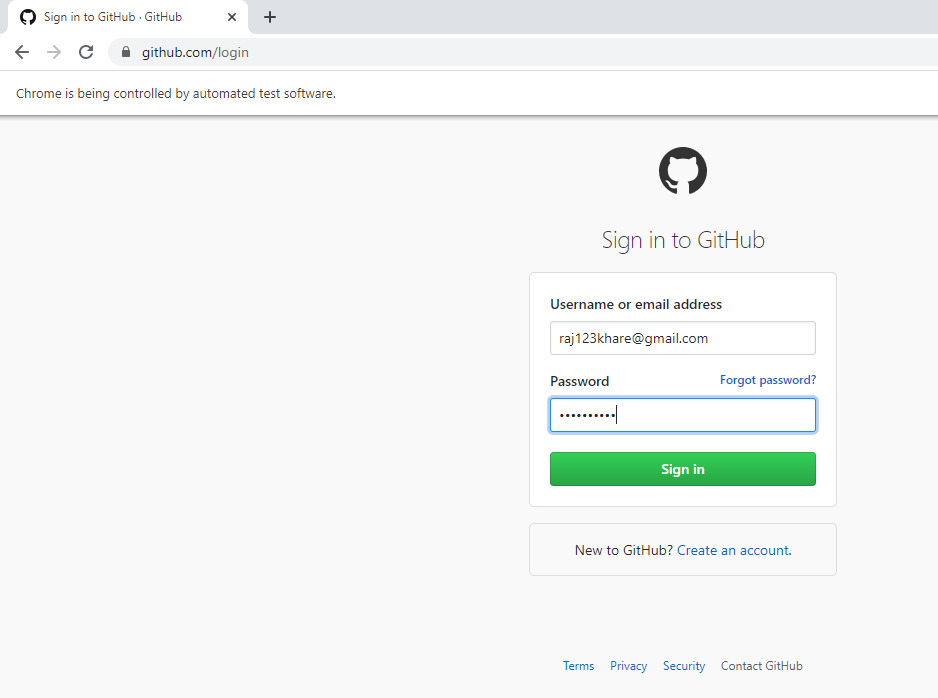 Sign in to GitHub · GitHub
github.com/login
Chrome is being controlled by automated test software.
Sign in to GitHub
Username or email address
raj123khare@gmail.com
Password Forgot password?
••••••••••
Sign in
New to GitHub? Create an account.
Terms Privacy Security Contact GitHub